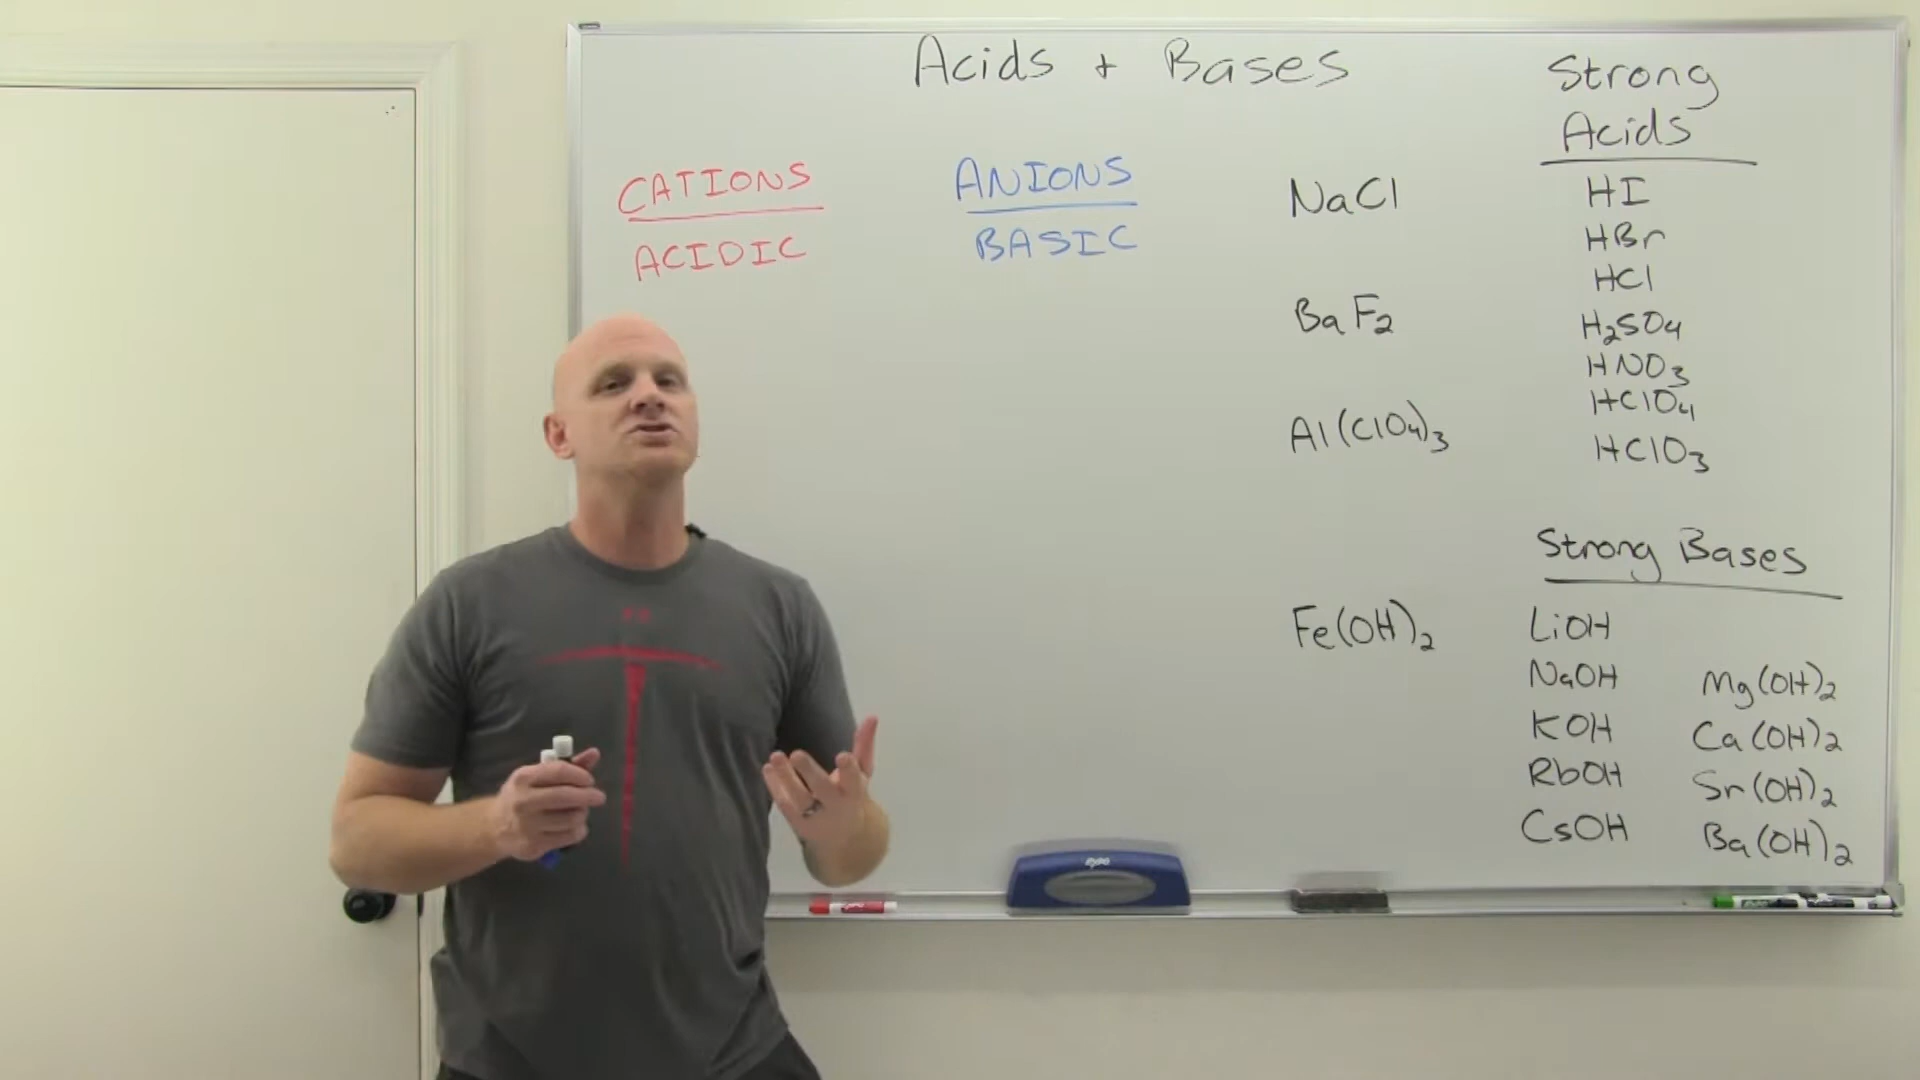 Acids + Bases
CATIONS
ACIDIC
ANIONS
BASIC
NaCl
BaF₂
Al(ClO₄)₃
Fe(OH)₂
Strong
Acids
HI
HBr
HCl
H₂SO₄
HNO₃
HClO₄
HClO₃
Strong Bases
LiOH
NaOH
KOH
RbOH
CsOH
Mg(OH)₂
Ca(OH)₂
Sr(OH)₂
Ba(OH)₂
EXPO